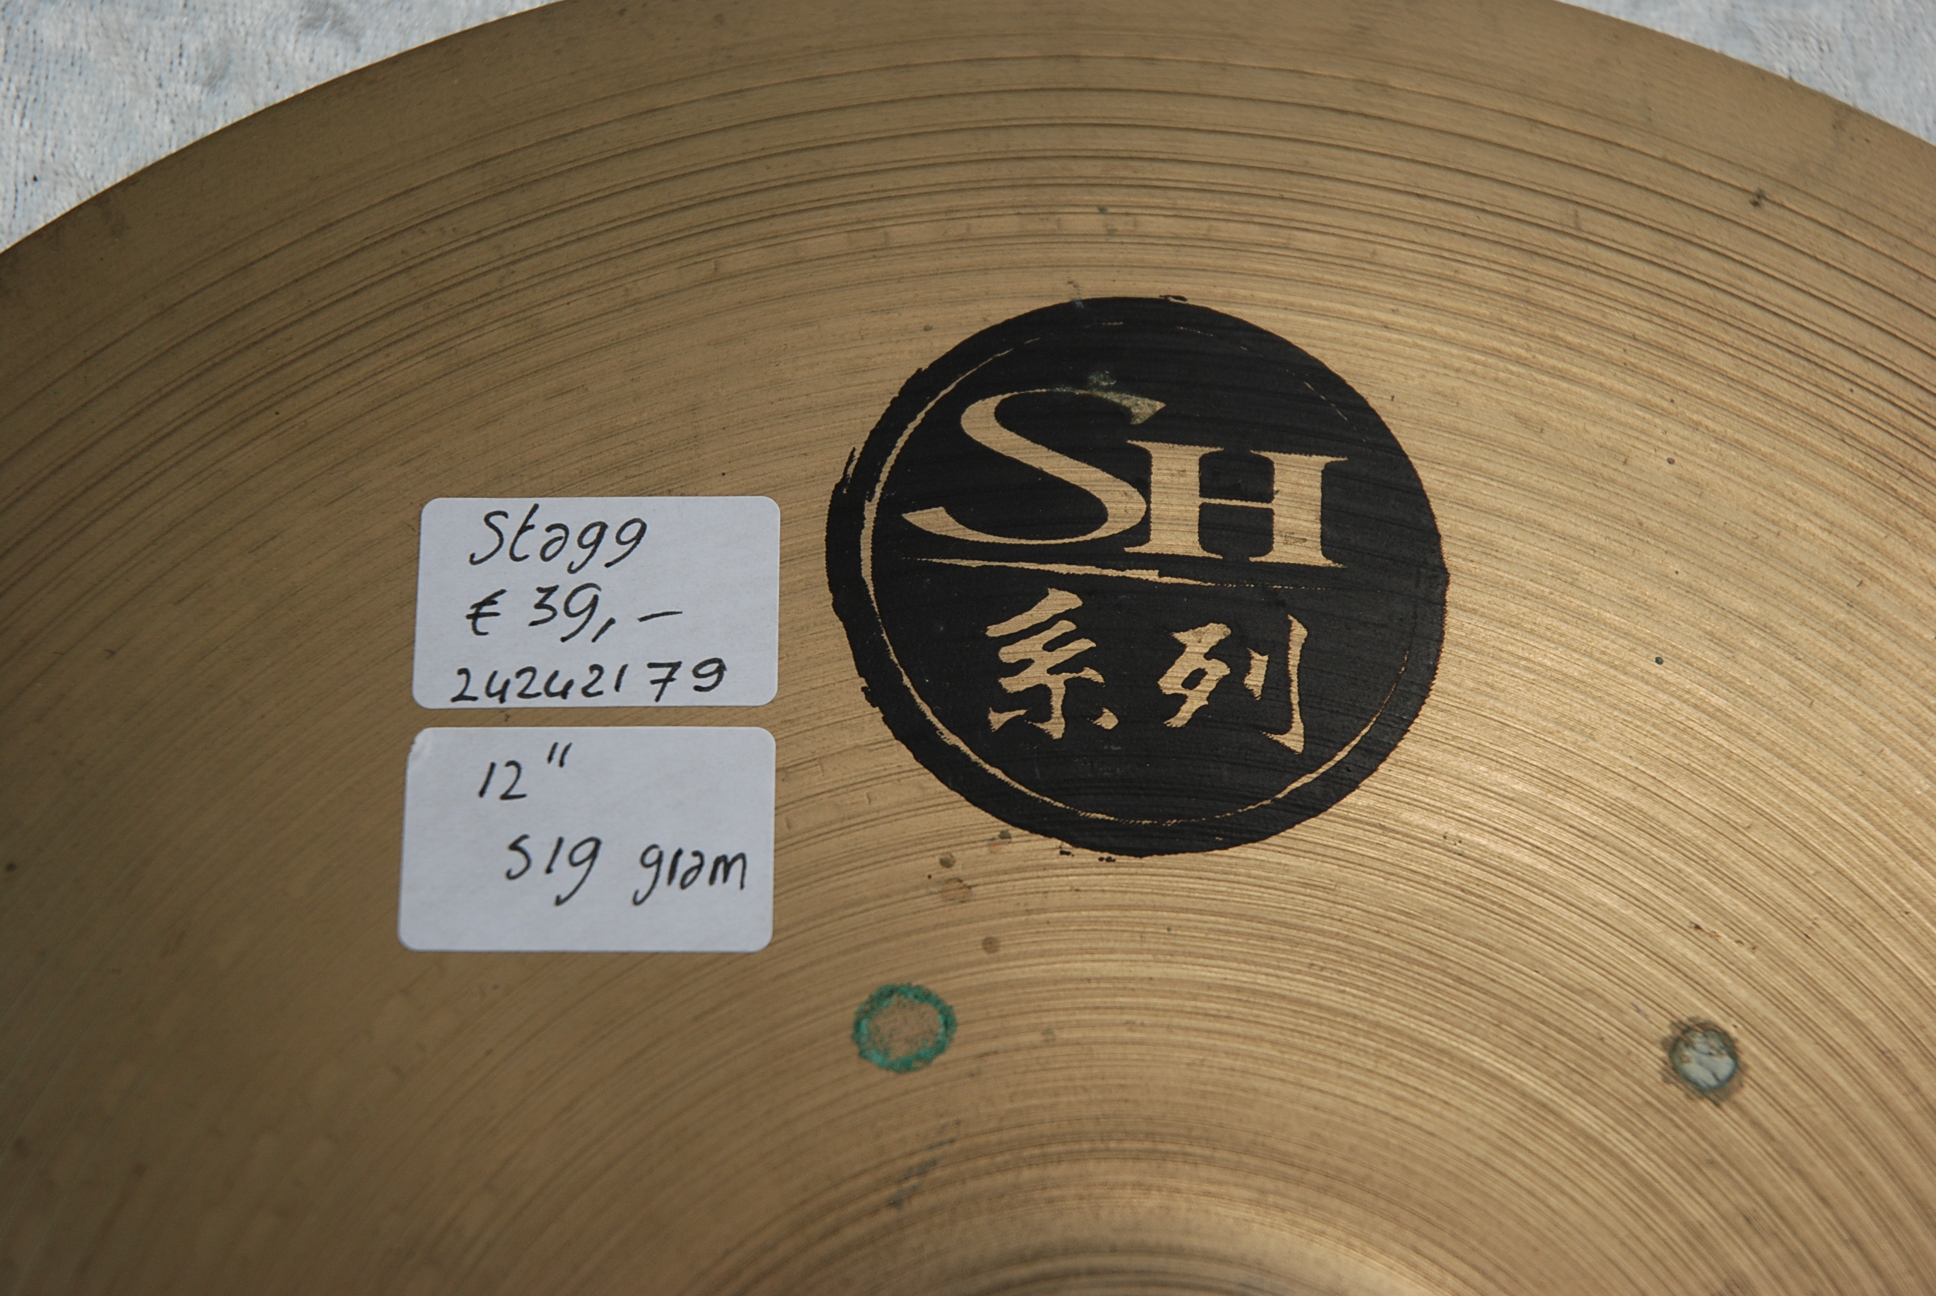 Stagg
€ 39,-
24242179
12"
519 gram
SH
系列